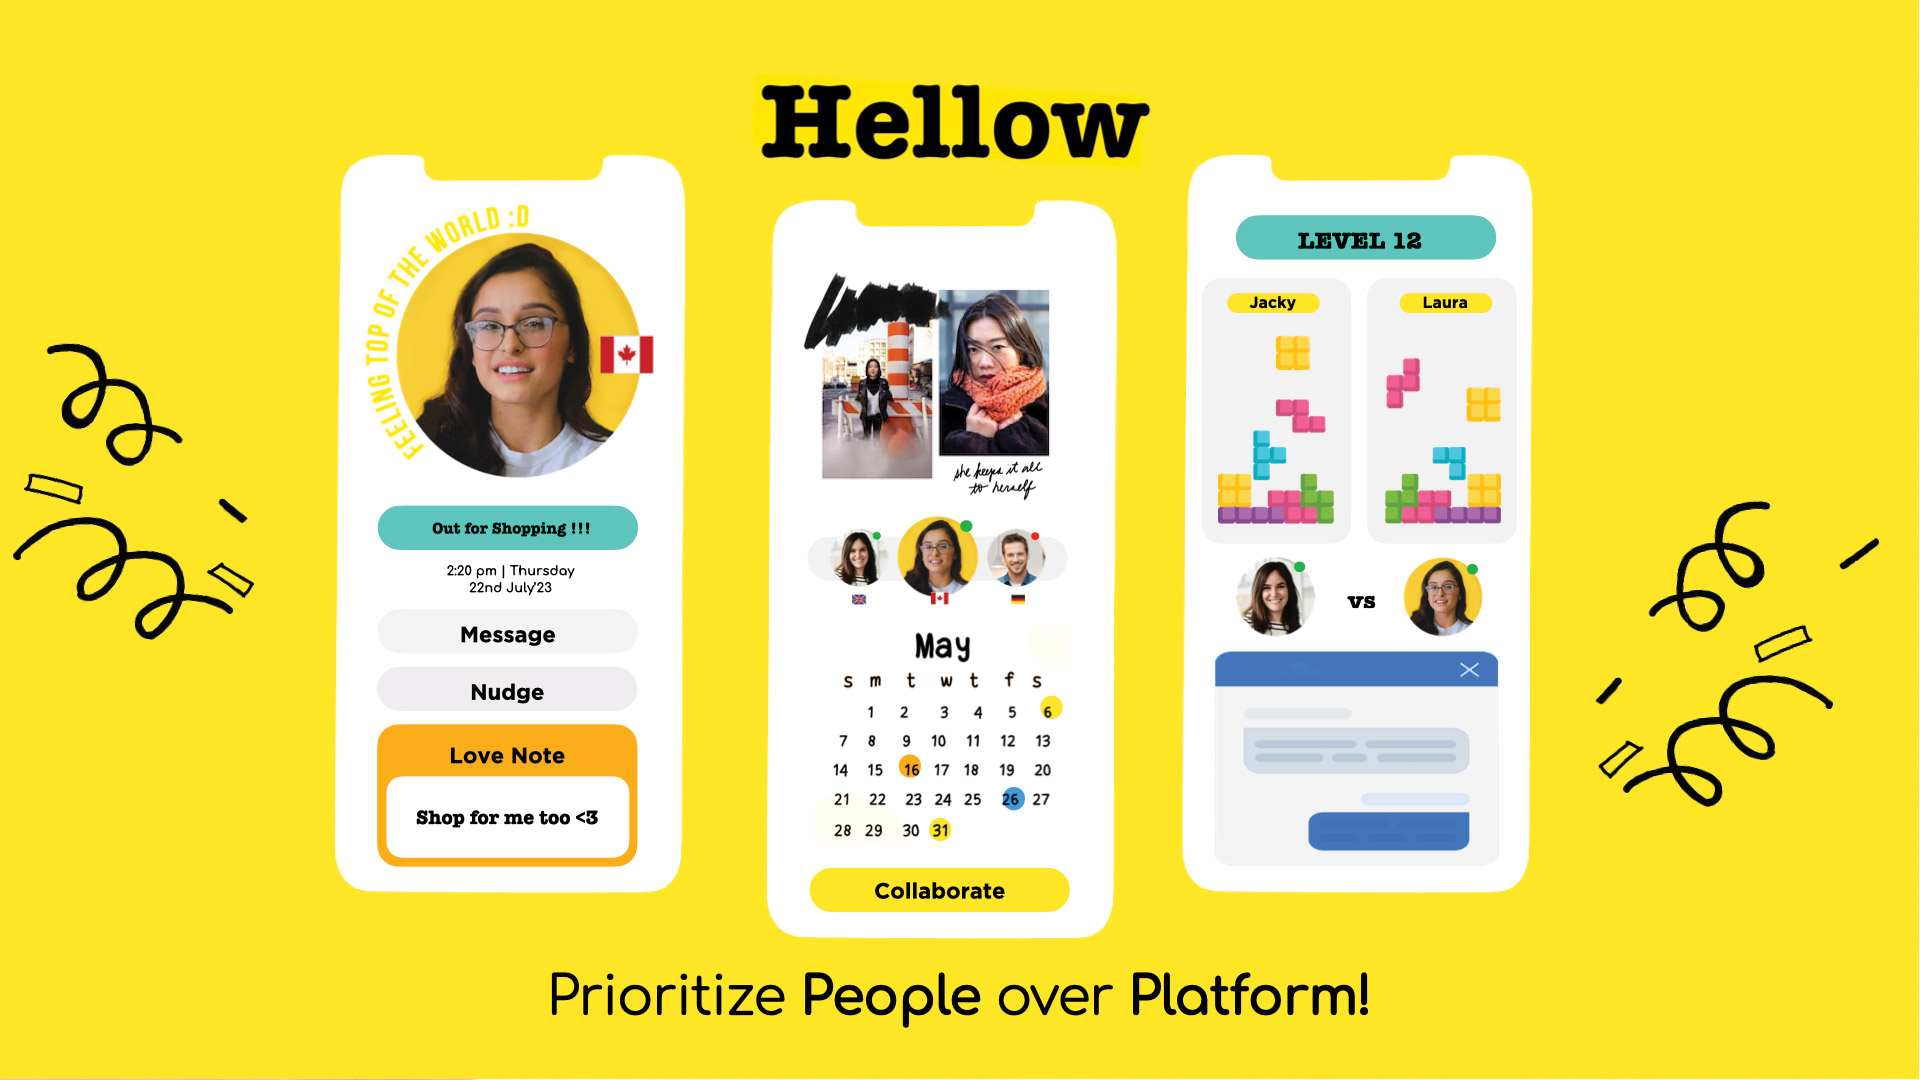 Hellow
FEELING TOP OF THE WORLD :D
Out for Shopping !!!
2:20 pm | Thursday
22nd July'23
Message
Nudge
Love Note
Shop for me too <3
she keeps it all
to herself
May
s m t w t f s
1 2 3 4 5 6
7 8 9 10 11 12 13
14 15 16 17 18 19 20
21 22 23 24 25 26 27
28 29 30 31
Collaborate
LEVEL 12
Jacky Laura
vs
Prioritize People over Platform!